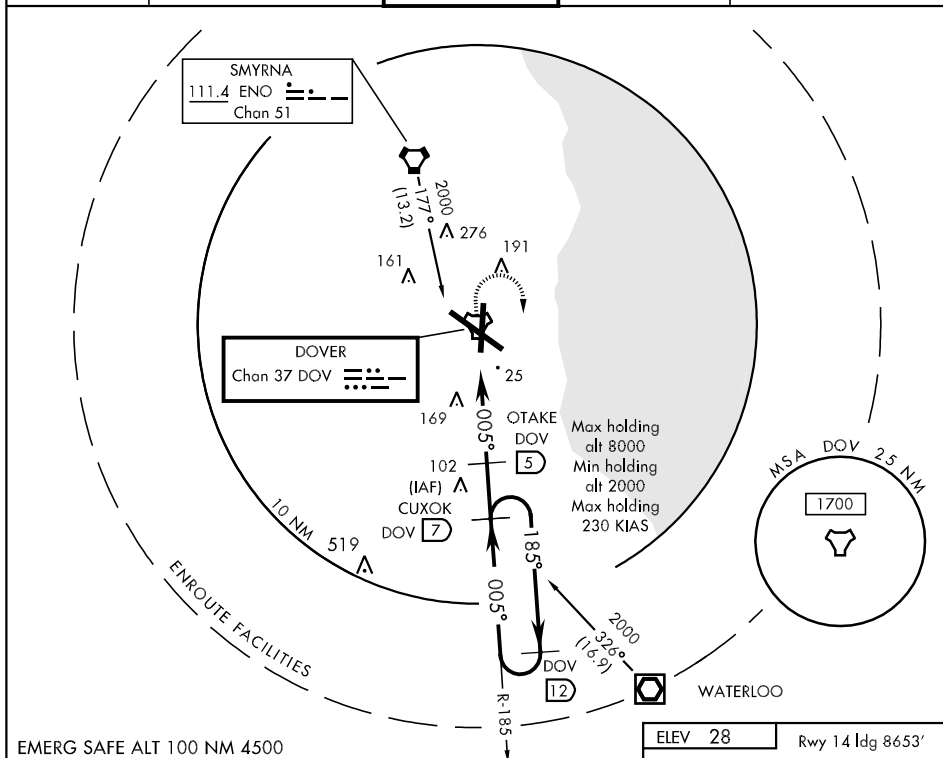 SMYRNA
111.4 ENO
Chan 51
2000
177°
(13.2)
276
161
191
DOVER
Chan 37 DOV
25
169
005°
OTAKE
DOV
5
Max holding
alt 8000
Min holding
alt 2000
Max holding
230 KIAS
102
(IAF)
CUXOK
DOV 7
10 NM
519
185°
005°
MSA DOV 25 NM
1700
ENROUTE FACILITIES
2000
326°
(16.9)
DOV
12
R-185
WATERLOO
EMERG SAFE ALT 100 NM 4500
ELEV 28
Rwy 14 ldg 8653'